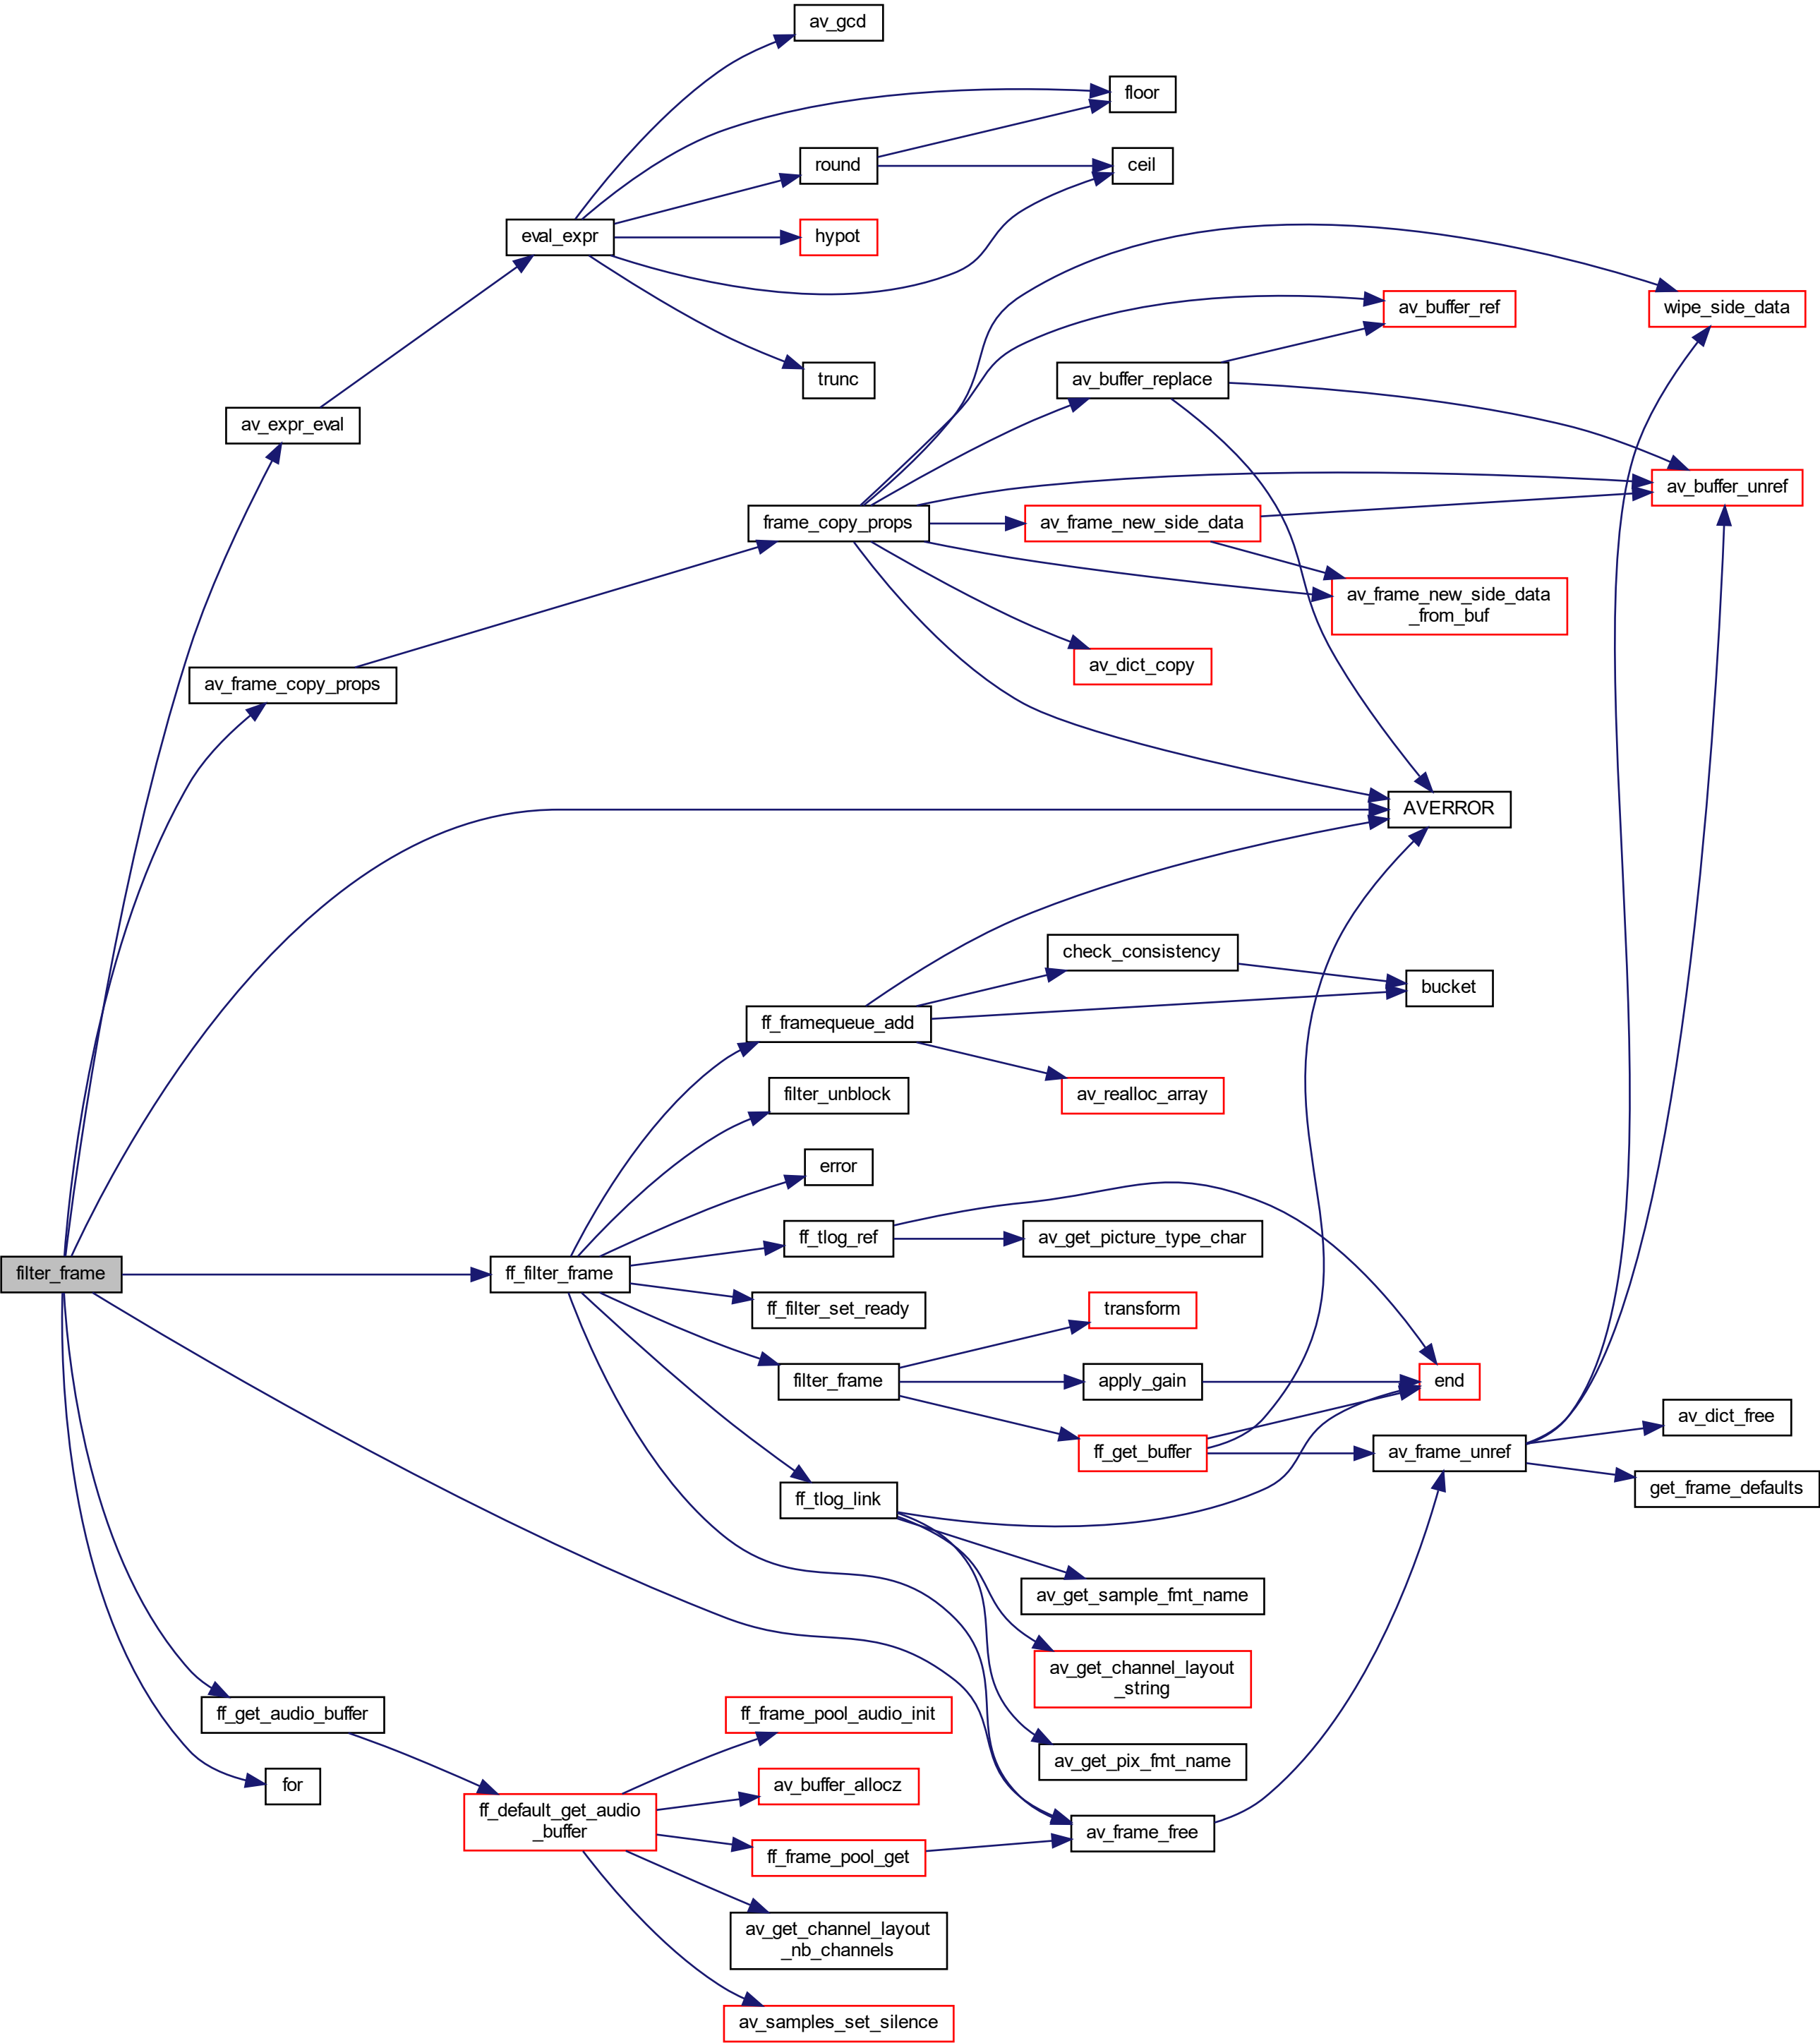 av_gcd
floor
round
ceil
eval_expr
hypot
wipe_side_data
av_buffer_ref
trunc
av_buffer_replace
av_expr_eval
av_buffer_unref
frame_copy_props
av_frame_new_side_data
av_frame_new_side_data
_from_buf
av_dict_copy
av_frame_copy_props
AVERROR
check_consistency
bucket
ff_framequeue_add
av_realloc_array
filter_unblock
error
ff_tlog_ref
av_get_picture_type_char
filter_frame
ff_filter_frame
ff_filter_set_ready
transform
filter_frame
apply_gain
end
av_dict_free
ff_get_buffer
av_frame_unref
get_frame_defaults
ff_tlog_link
av_get_sample_fmt_name
av_get_channel_layout
_string
ff_get_audio_buffer
ff_frame_pool_audio_init
av_get_pix_fmt_name
for
av_buffer_allocz
ff_default_get_audio
_buffer
av_frame_free
ff_frame_pool_get
av_get_channel_layout
_nb_channels
av_samples_set_silence